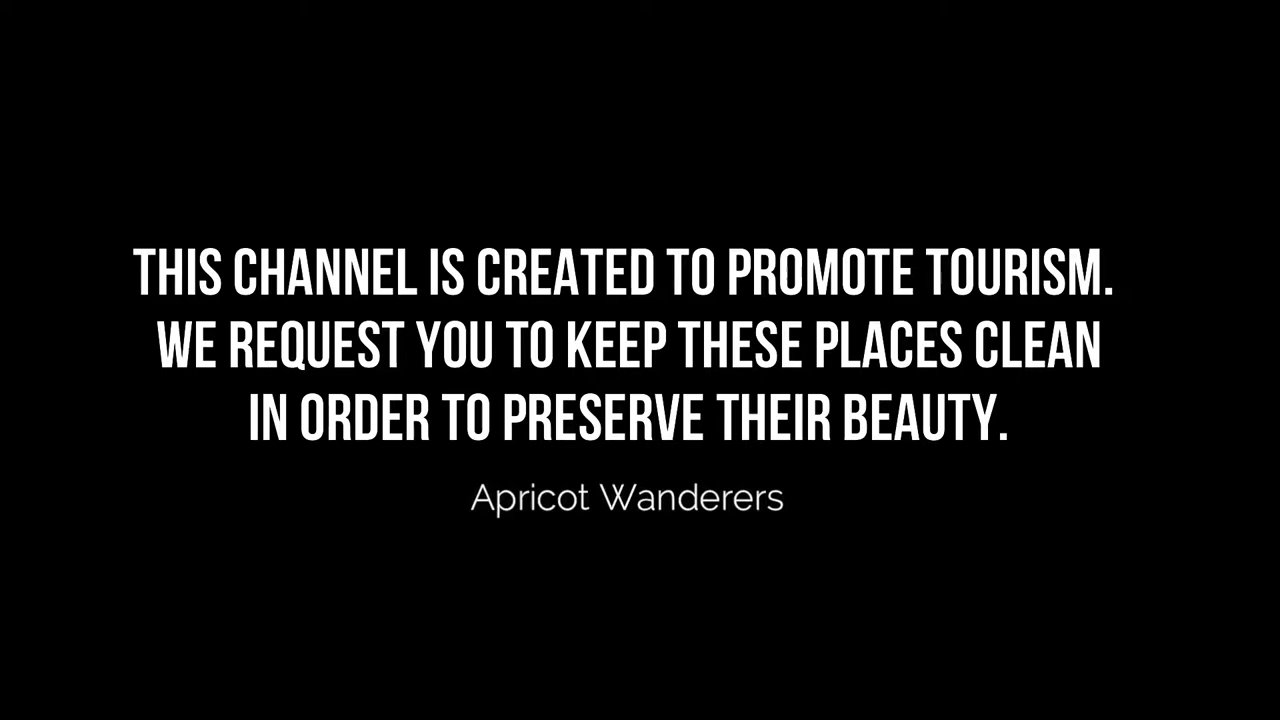 THIS CHANNEL IS CREATED TO PROMOTE TOURISM.
WE REQUEST YOU TO KEEP THESE PLACES CLEAN
IN ORDER TO PRESERVE THEIR BEAUTY.
Apricot Wanderers